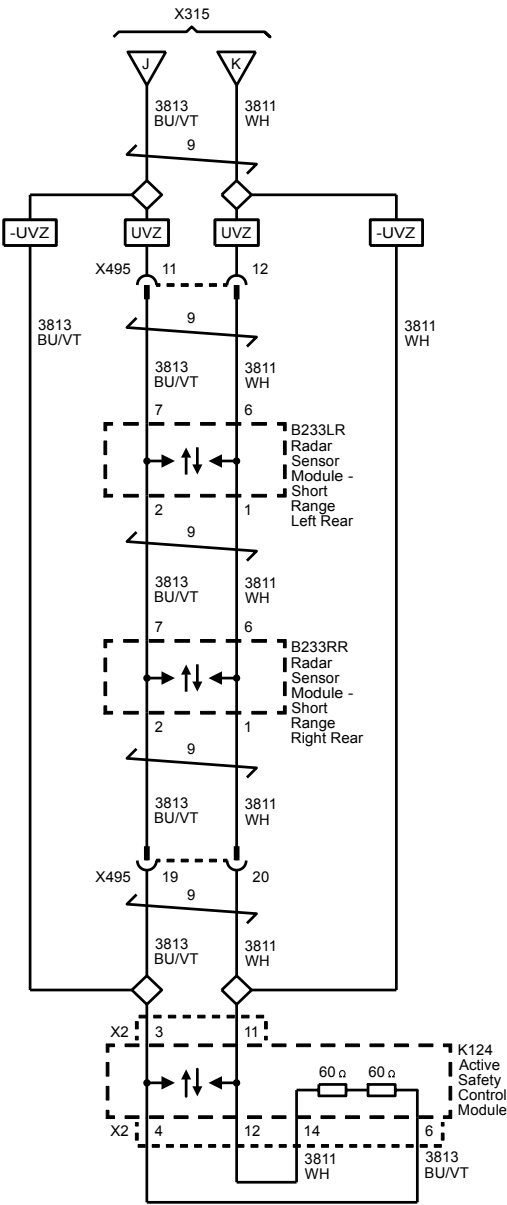 X315
J K
3813
BU/VT
3811
WH
9
-UVZ UVZ UVZ -UVZ
X495 11 12
3813
BU/VT
9
3811
WH
3813
BU/VT
3811
WH
7 6
B233LR
Radar
Sensor
Module -
Short
Range
Left Rear
2 1
9
3813
BU/VT
3811
WH
7 6
B233RR
Radar
Sensor
Module -
Short
Range
Right Rear
2 1
9
3813
BU/VT
3811
WH
X495 19 20
9
3813
BU/VT
3811
WH
X2 3 11
K124
Active
Safety
Control
Module
60 Ω 60 Ω
X2 4 12 14 6
3811
WH
3813
BU/VT